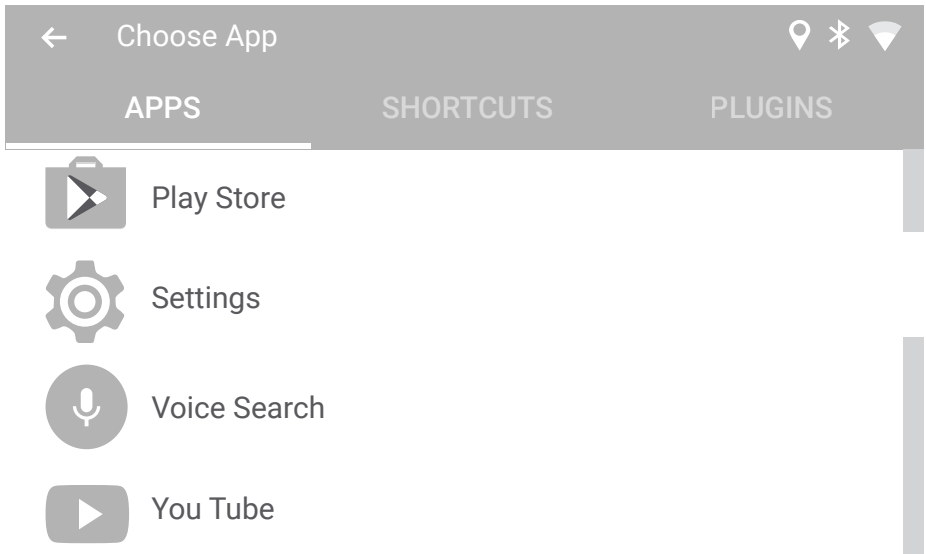 Choose App
APPS SHORTCUTS PLUGINS
Play Store
Settings
Voice Search
You Tube